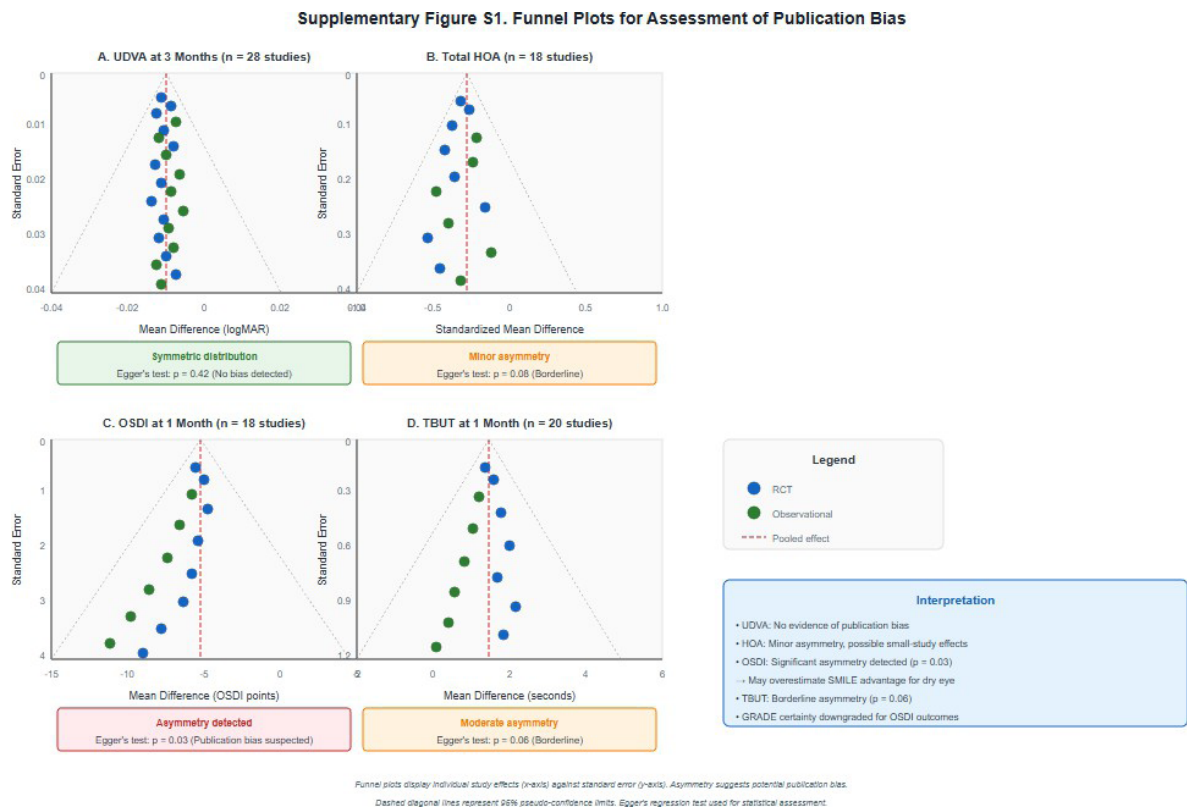 Supplementary Figure S1. Funnel Plots for Assessment of Publication Bias
A. UDVA at 3 Months (n = 28 studies)
0
0.01
0.02
0.03
0.04
Standard Error
-0.04
-0.02
0
0.02
Mean Difference (logMAR)
Symmetric distribution
Egger's test: p = 0.42 (No bias detected)
B. Total HOA (n = 18 studies)
0
0.1
0.2
0.3
0.4
Standard Error
-0.5
0
0.5
1.0
Standardized Mean Difference
Minor asymmetry
Egger's test: p = 0.08 (Borderline)
C. OSDI at 1 Month (n = 18 studies)
0
1
2
3
4
Standard Error
-15
-10
-5
0
Mean Difference (OSDI points)
Asymmetry detected
Egger's test: p = 0.03 (Publication bias suspected)
D. TBUT at 1 Month (n = 20 studies)
0
0.3
0.6
0.9
1.2
Standard Error
0
2
4
6
Mean Difference (seconds)
Moderate asymmetry
Egger's test: p = 0.06 (Borderline)
Legend
RCT
Observational
Pooled effect
Interpretation
• UDVA: No evidence of publication bias
• HOA: Minor asymmetry, possible small-study effects
• OSDI: Significant asymmetry detected (p = 0.03)
→ May overestimate SMILE advantage for dry eye
• TBUT: Borderline asymmetry (p = 0.06)
• GRADE certainty downgraded for OSDI outcomes
Funnel plots display individual study effects (x-axis) against standard error (y-axis). Asymmetry suggests potential publication bias.
Dashed diagonal lines represent 95% pseudo-confidence limits. Egger's regression test used for statistical assessment.